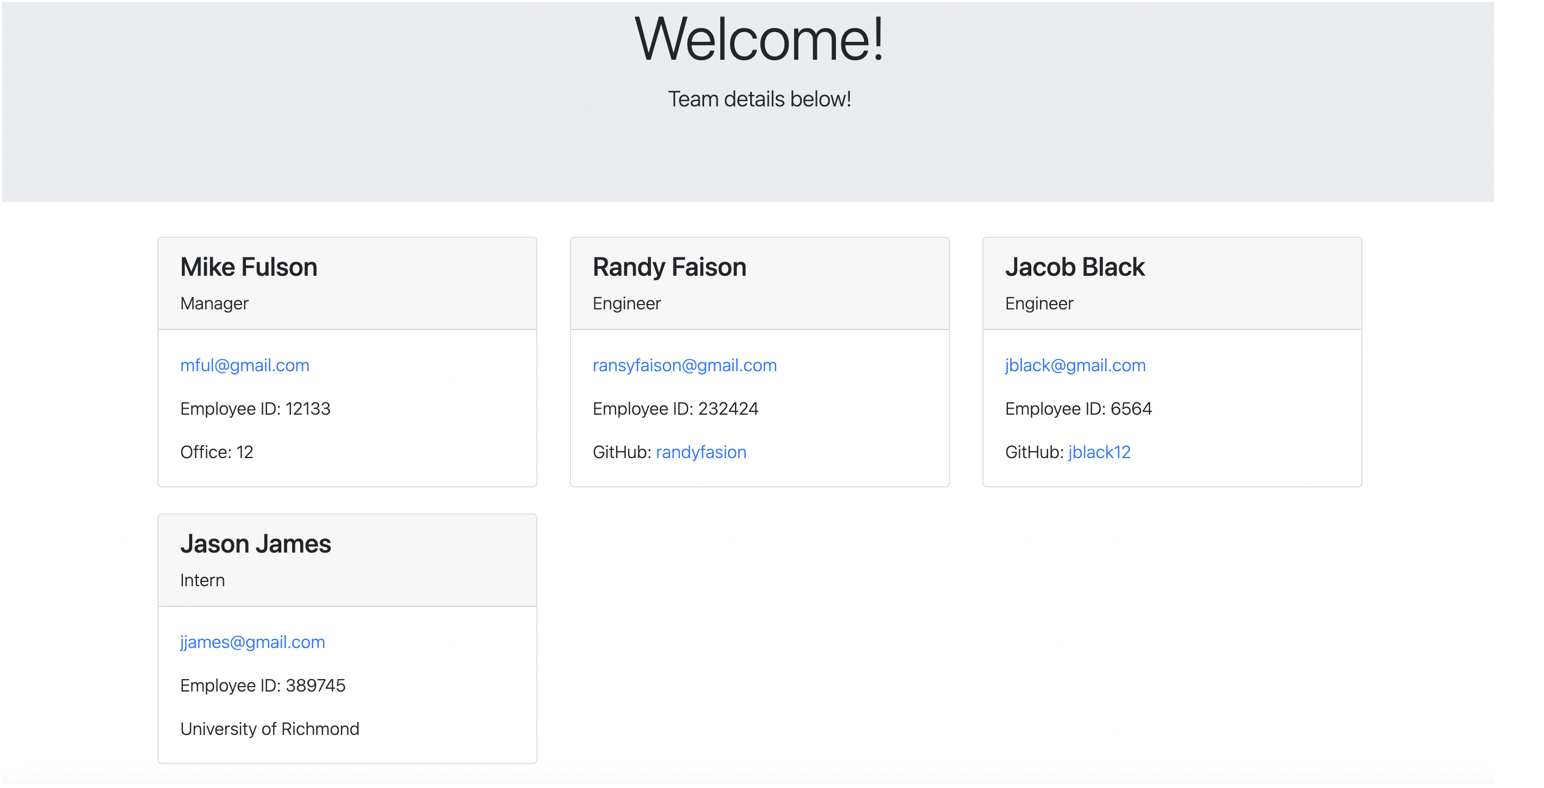 Welcome!
Team details below!
Mike Fulson
Manager
mful@gmail.com
Employee ID: 12133
Office: 12
Randy Faison
Engineer
ransyfaison@gmail.com
Employee ID: 232424
GitHub: randyfasion
Jacob Black
Engineer
jblack@gmail.com
Employee ID: 6564
GitHub: jblack12
Jason James
Intern
jjames@gmail.com
Employee ID: 389745
University of Richmond